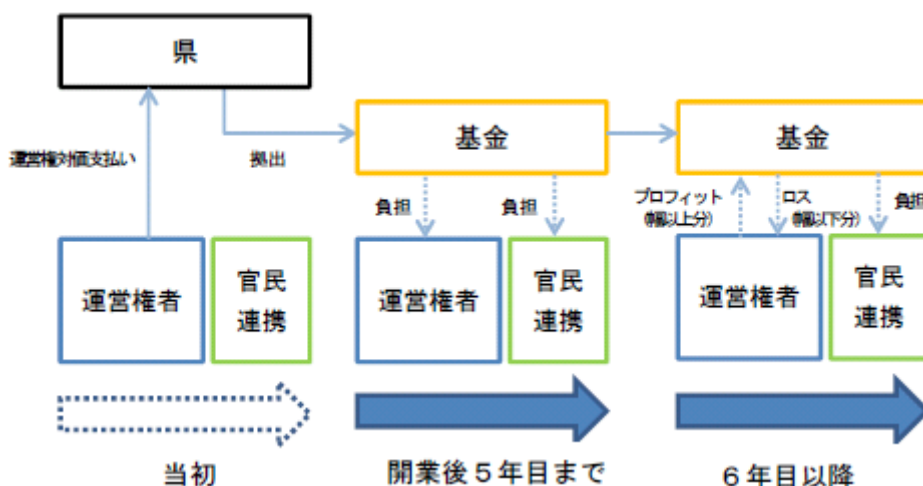 県
運営権対価支払い
拠出
基金
基金
負担
負担
プロフィット
(幅以上分)
ロス
(幅以下分)
負担
運営権者
官民
連携
運営権者
官民
連携
運営権者
官民
連携
当初
開業後5年目まで
6年目以降